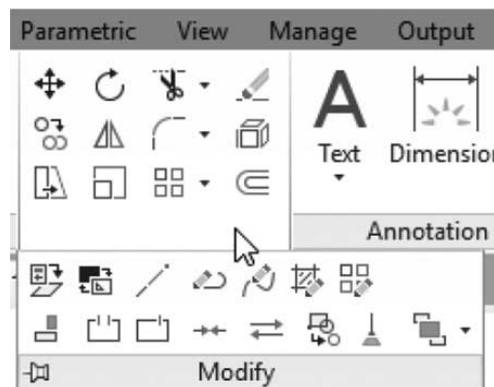 Parametric View Manage Output
Text Dimension
Annotation
Modify